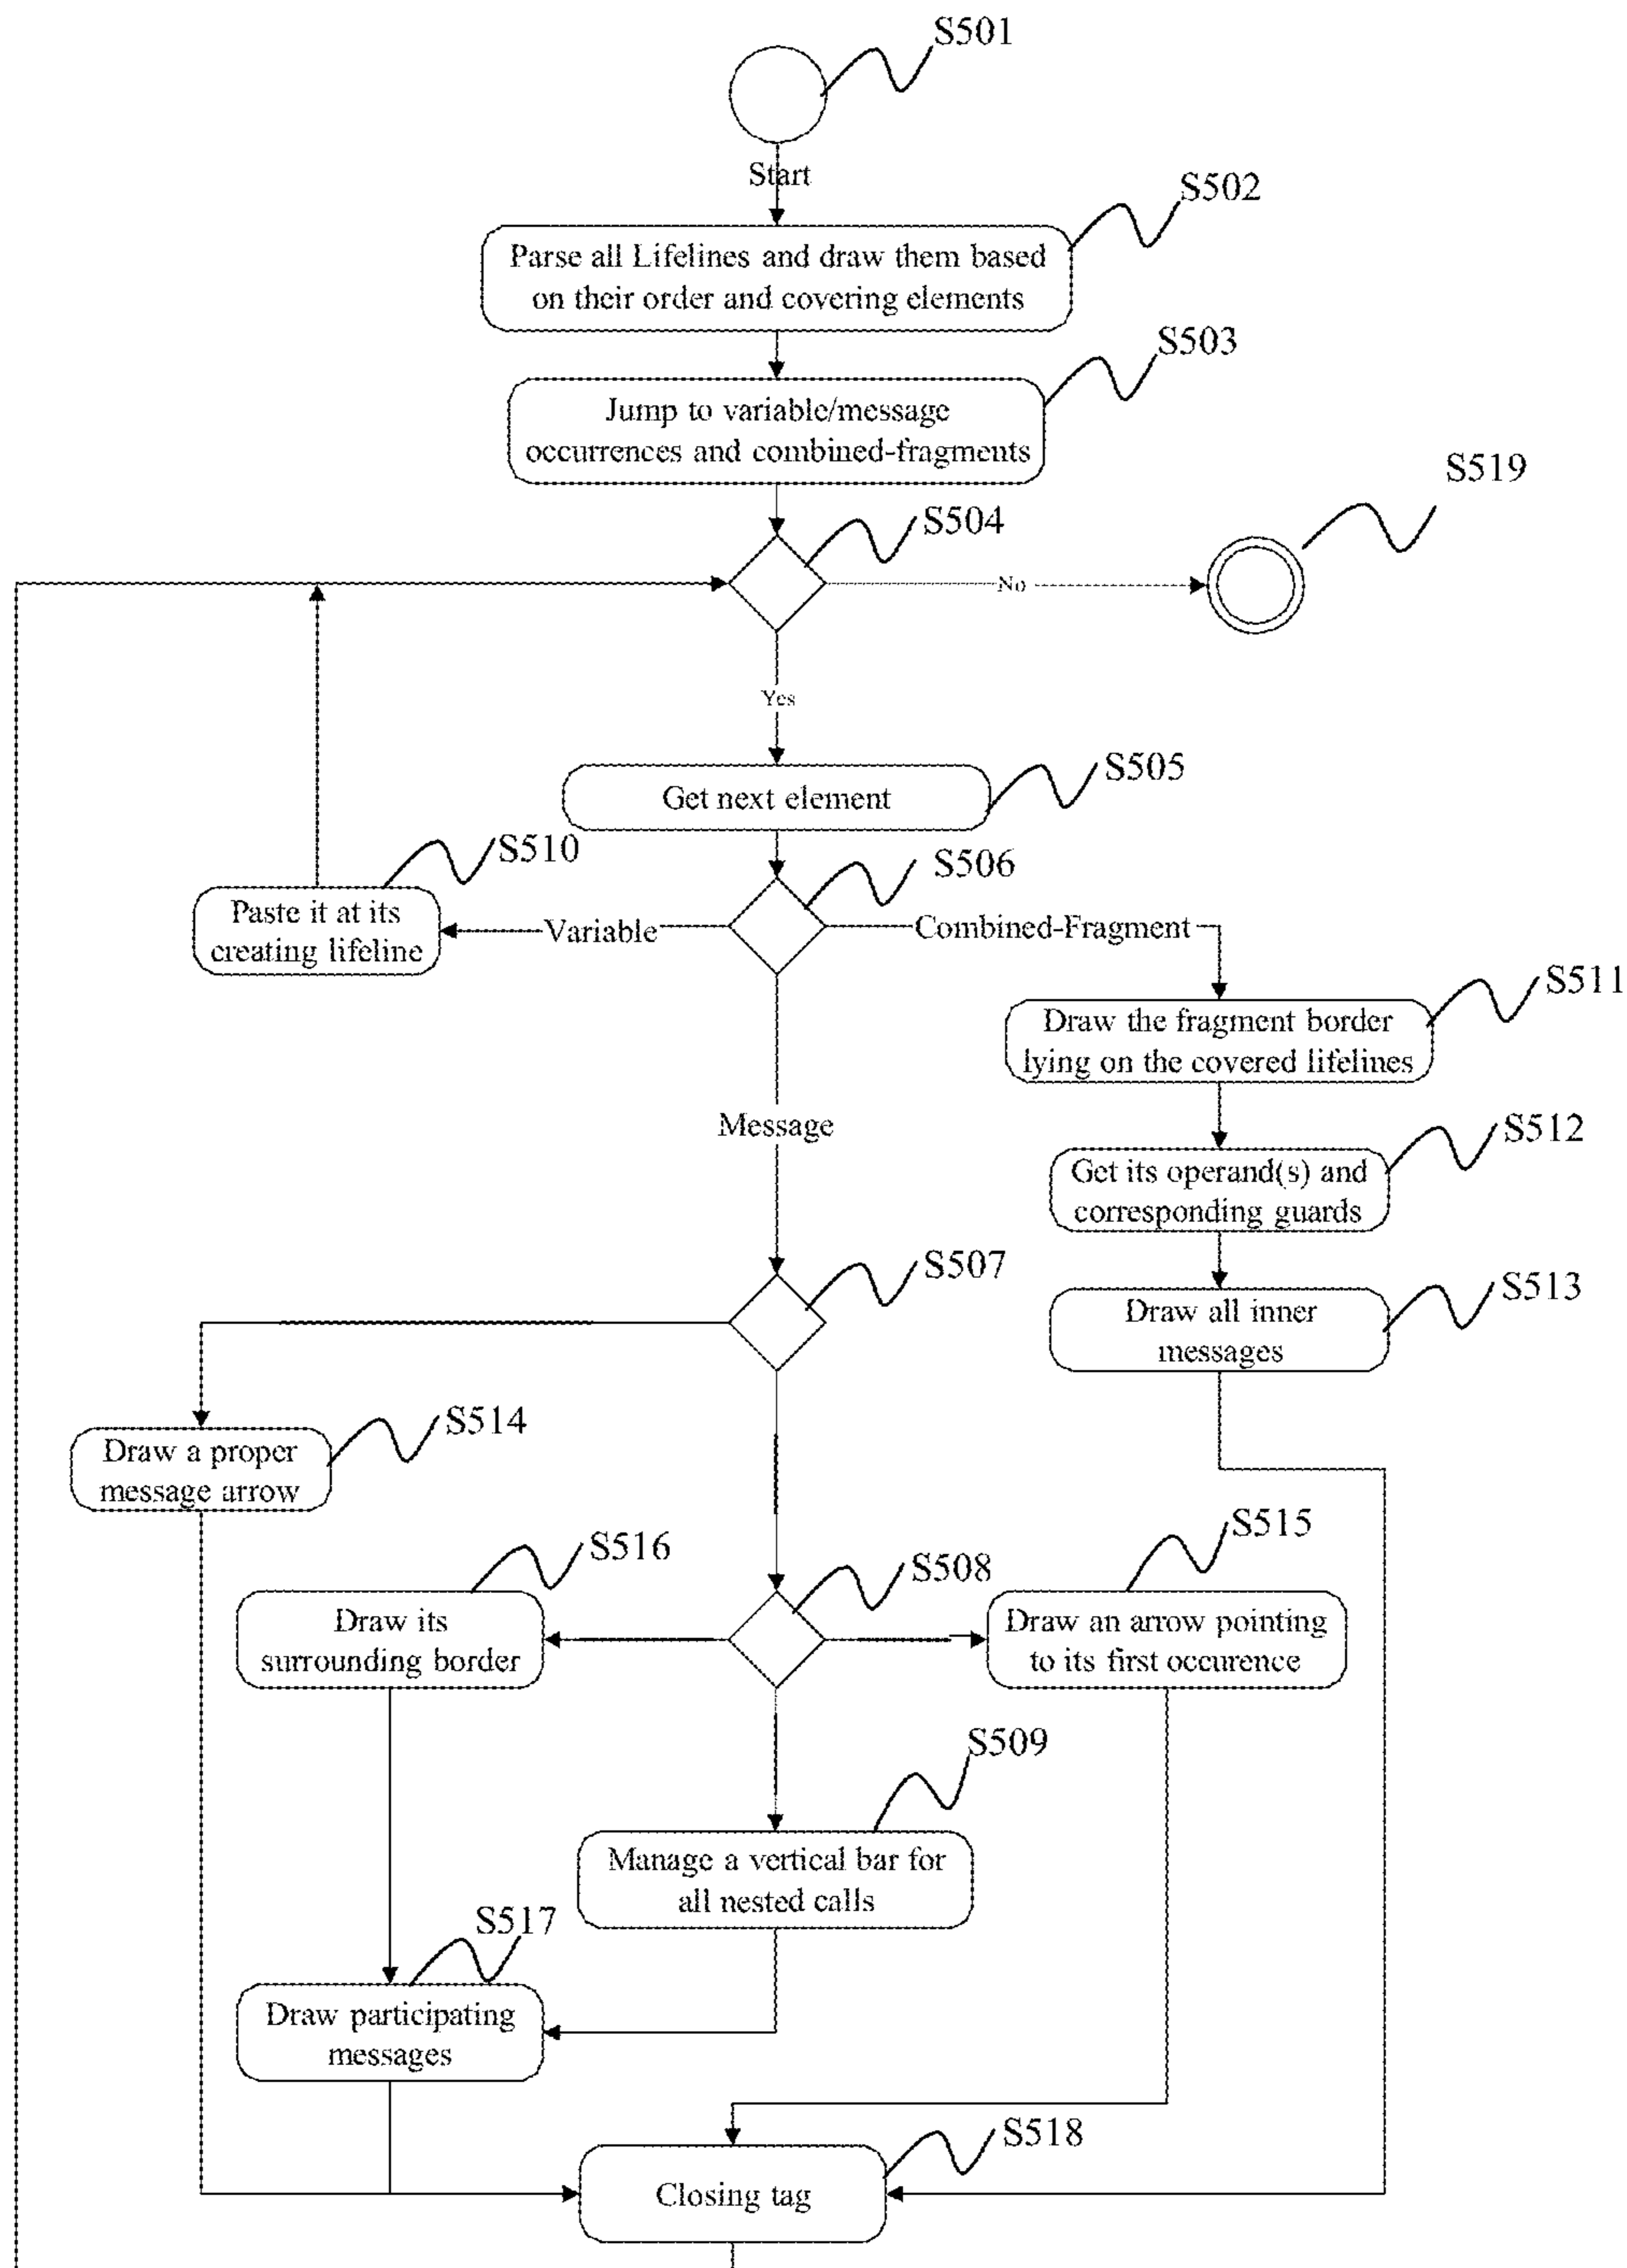 S501
Start
S502
Parse all Lifelines and draw them based
on their order and covering elements
S503
Jump to variable/message
occurrences and combined-fragments
S519
S504
No
Yes
S505
Get next element
S510
S506
Paste it at its
creating lifeline
Variable
Combined-Fragment
S511
Draw the fragment border
lying on the covered lifelines
Message
S512
Get its operand(s) and
corresponding guards
S507
S513
Draw all inner
messages
S514
Draw a proper
message arrow
S515
S516
S508
Draw its
surrounding border
Draw an arrow pointing
to its first occurence
S509
Manage a vertical bar for
all nested calls
S517
Draw participating
messages
S518
Closing tag